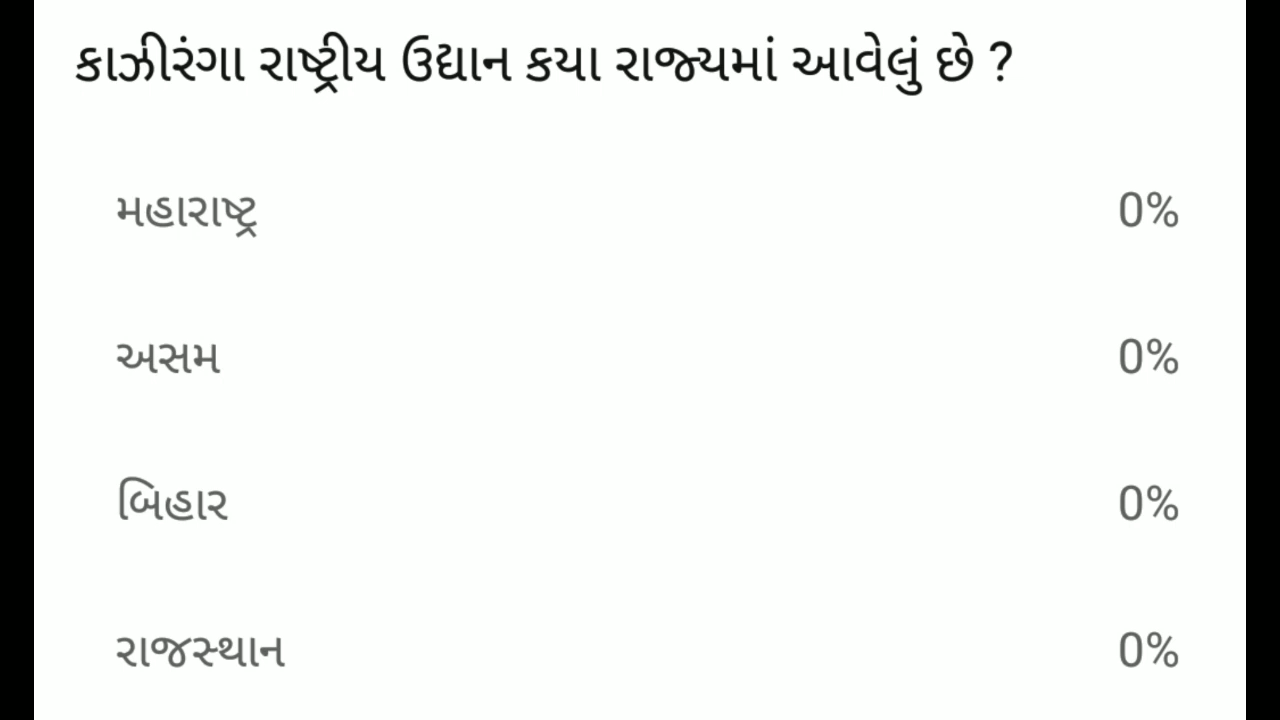 કાઝીરંગા રાષ્ટ્રીય ઉદ્યાન કયા રાજ્યમાં આવેલું છે ?
મહારાષ્ટ્ર 0%
અસમ 0%
બિહાર 0%
રાજસ્થાન 0%